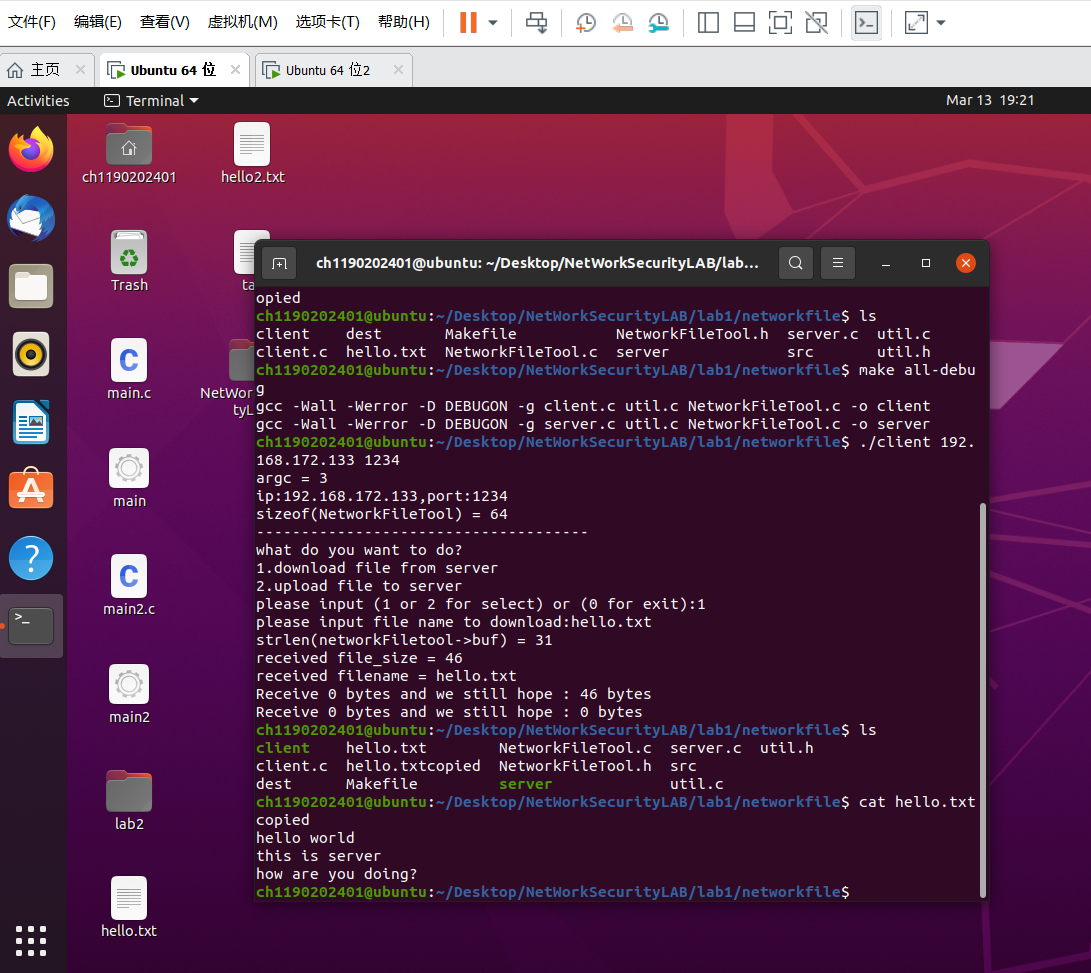 文件(F) 编辑(E) 查看(V) 虚拟机(M) 选项卡(T) 帮助(H)
主页 Ubuntu 64 位 Ubuntu 64 位2
Activities Terminal Mar 13 19:21
ch1190202401
hello2.txt
Trash
ta
main.c
NetWor
tyL
main
main2.c
main2
lab2
hello.txt
ch1190202401@ubuntu: ~/Desktop/NetWorkSecurityLAB/lab...
opied
ch1190202401@ubuntu:~/Desktop/NetWorkSecurityLAB/lab1/networkfile$ ls
client dest Makefile NetworkFileTool.h server.c util.c
client.c hello.txt NetworkFileTool.c server src util.h
ch1190202401@ubuntu:~/Desktop/NetWorkSecurityLAB/lab1/networkfile$ make all-debu
g
gcc -Wall -Werror -D DEBUGON -g client.c util.c NetworkFileTool.c -o client
gcc -Wall -Werror -D DEBUGON -g server.c util.c NetworkFileTool.c -o server
ch1190202401@ubuntu:~/Desktop/NetWorkSecurityLAB/lab1/networkfile$ ./client 192.
168.172.133 1234
argc = 3
ip:192.168.172.133,port:1234
sizeof(NetworkFileTool) = 64
-------------------------------------
what do you want to do?
1.download file from server
2.upload file to server
please input (1 or 2 for select) or (0 for exit):1
please input file name to download:hello.txt
strlen(networkFiletool->buf) = 31
received file_size = 46
received filename = hello.txt
Receive 0 bytes and we still hope : 46 bytes
Receive 0 bytes and we still hope : 0 bytes
ch1190202401@ubuntu:~/Desktop/NetWorkSecurityLAB/lab1/networkfile$ ls
client hello.txt NetworkFileTool.c server.c util.h
client.c hello.txtcopied NetworkFileTool.h src
dest Makefile server util.c
ch1190202401@ubuntu:~/Desktop/NetWorkSecurityLAB/lab1/networkfile$ cat hello.txt
copied
hello world
this is server
how are you doing?
ch1190202401@ubuntu:~/Desktop/NetWorkSecurityLAB/lab1/networkfile$